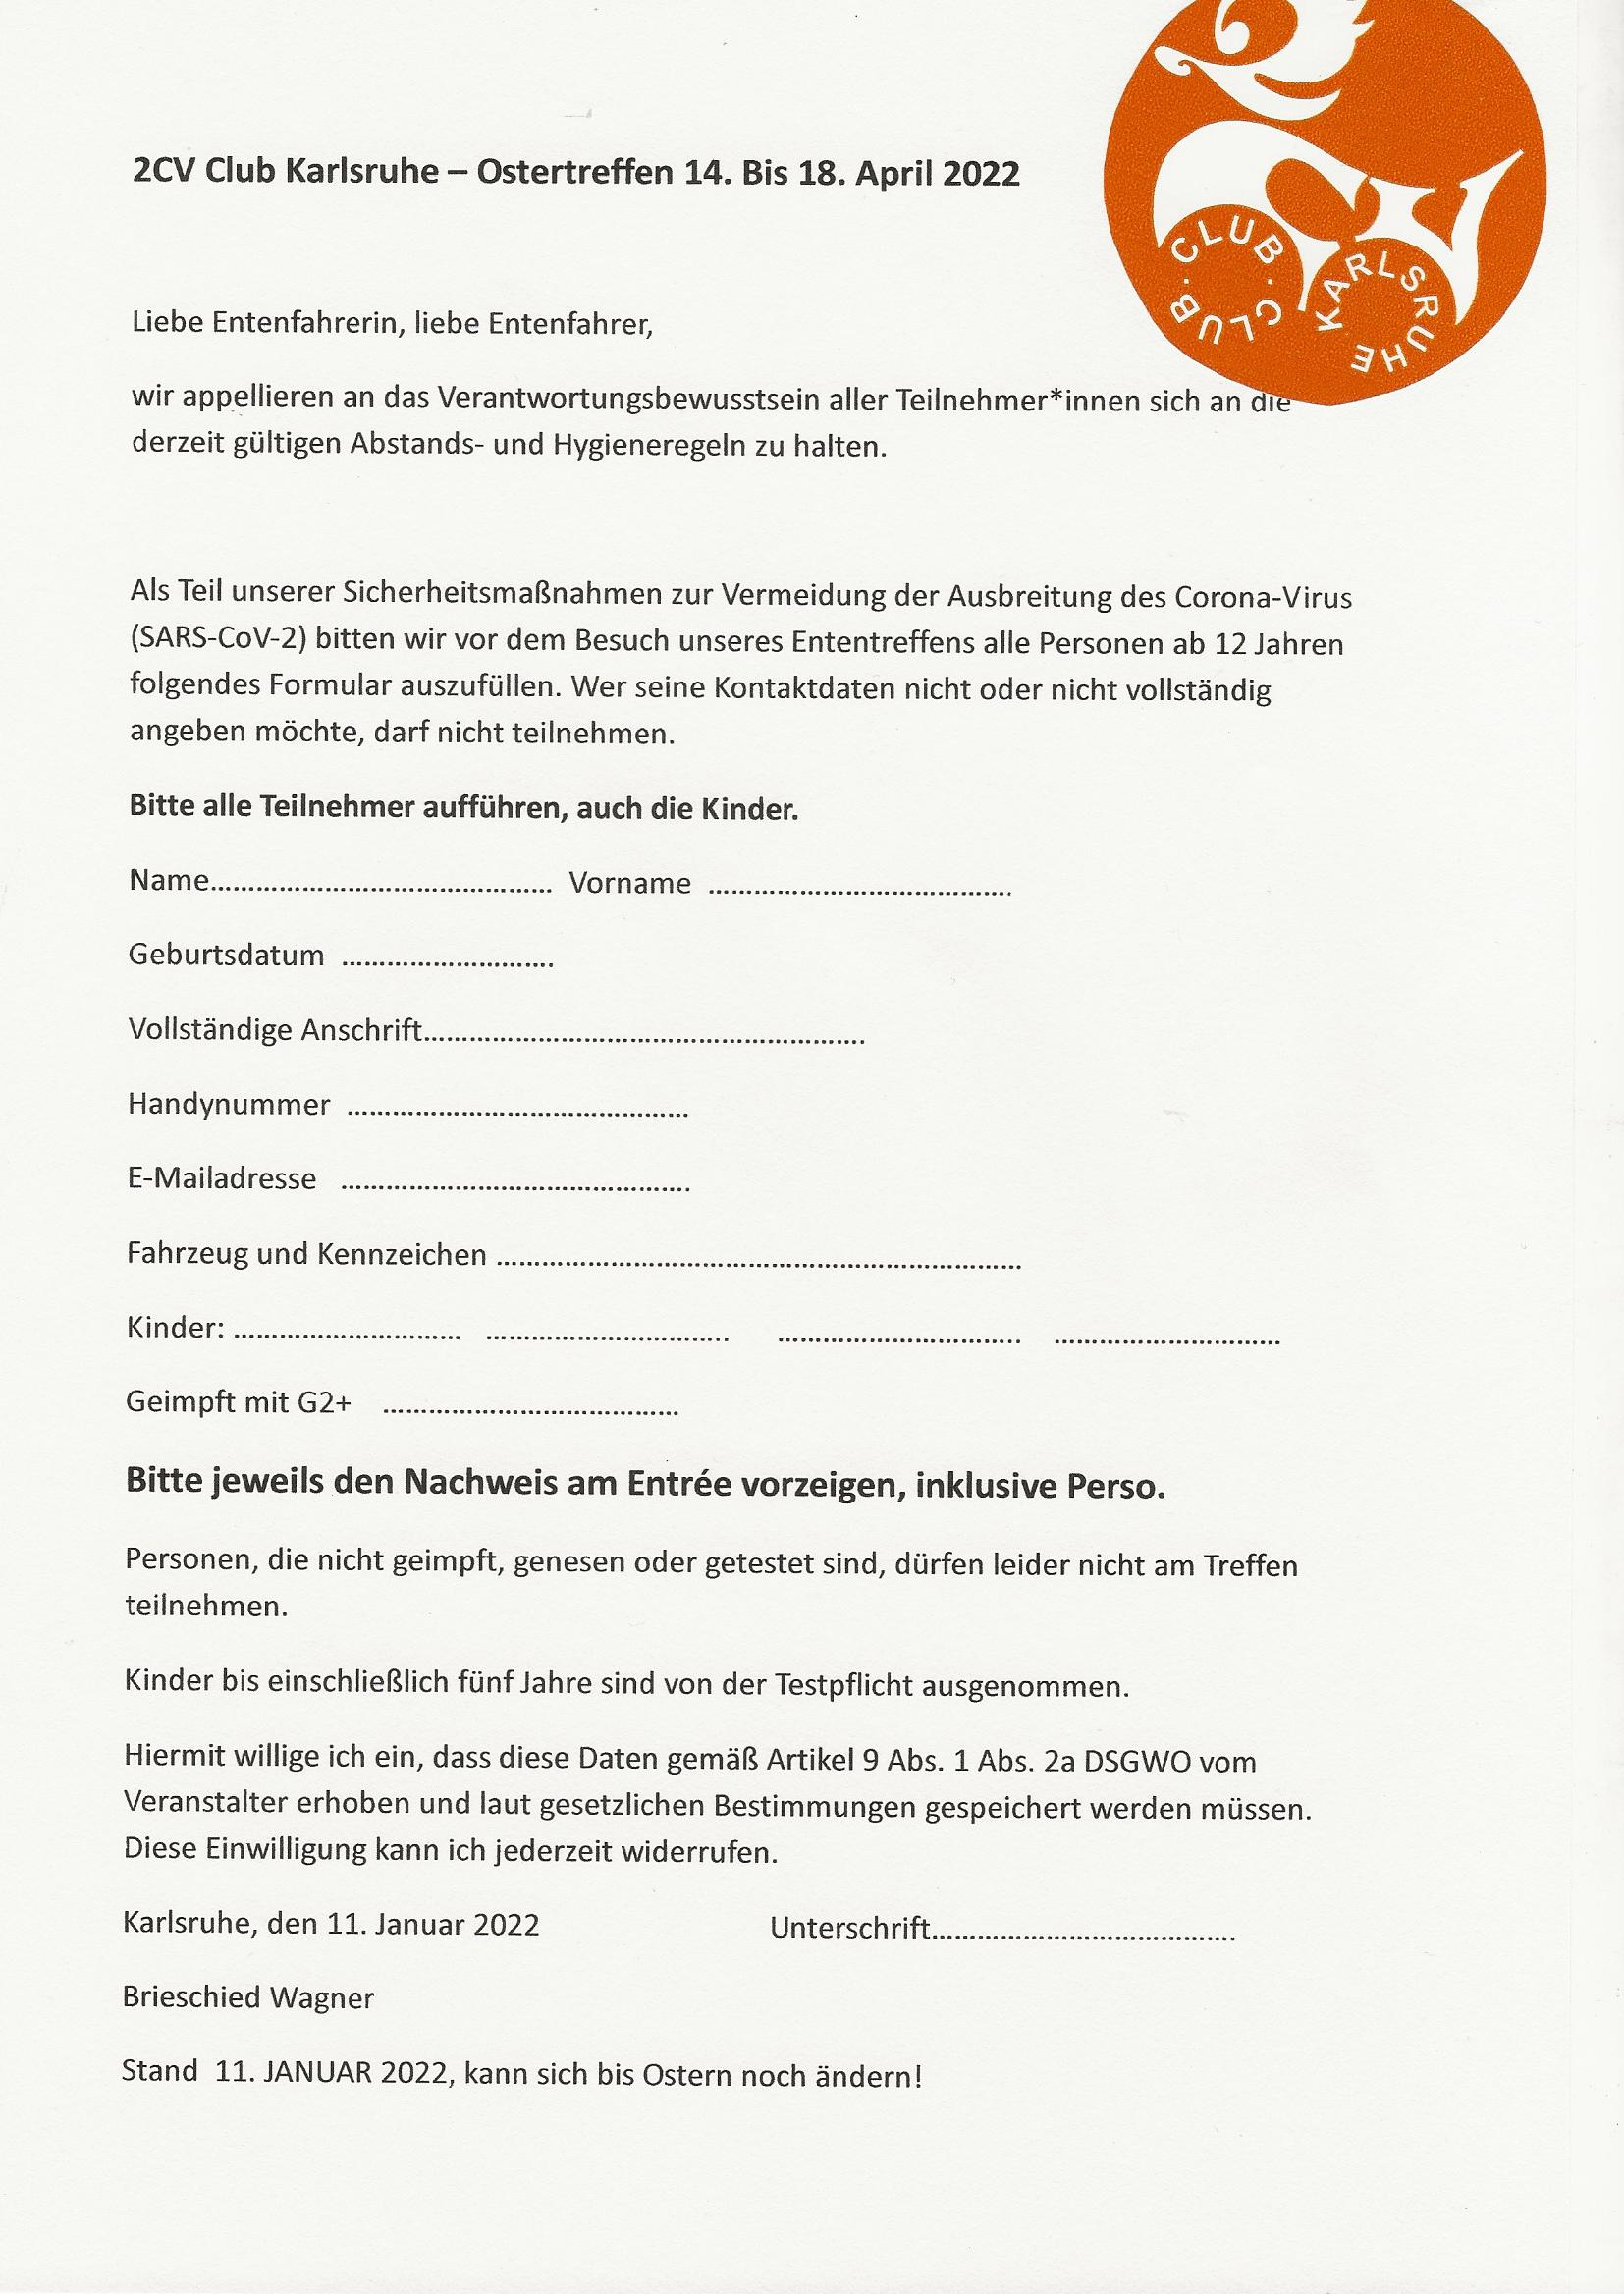 2CV Club Karlsruhe – Ostertreffen 14. Bis 18. April 2022
CLUB · CLUB ·
KARLSRUHE
Liebe Entenfahrerin, liebe Entenfahrer,
wir appellieren an das Verantwortungsbewusstsein aller Teilnehmer*innen sich an die
derzeit gültigen Abstands- und Hygieneregeln zu halten.
Als Teil unserer Sicherheitsmaßnahmen zur Vermeidung der Ausbreitung des Corona-Virus
(SARS-CoV-2) bitten wir vor dem Besuch unseres Ententreffens alle Personen ab 12 Jahren
folgendes Formular auszufüllen. Wer seine Kontaktdaten nicht oder nicht vollständig
angeben möchte, darf nicht teilnehmen.
Bitte alle Teilnehmer aufführen, auch die Kinder.
Name............................................. Vorname ........................................
Geburtsdatum ............................
Vollständige Anschrift..........................................................
Handynummer .............................................
E-Mailadresse ..............................................
Fahrzeug und Kennzeichen .....................................................................
Kinder: .............................. ................................ ................................ ..............................
Geimpft mit G2+ .......................................
Bitte jeweils den Nachweis am Entrée vorzeigen, inklusive Perso.
Personen, die nicht geimpft, genesen oder getestet sind, dürfen leider nicht am Treffen
teilnehmen.
Kinder bis einschließlich fünf Jahre sind von der Testpflicht ausgenommen.
Hiermit willige ich ein, dass diese Daten gemäß Artikel 9 Abs. 1 Abs. 2a DSGWO vom
Veranstalter erhoben und laut gesetzlichen Bestimmungen gespeichert werden müssen.
Diese Einwilligung kann ich jederzeit widerrufen.
Karlsruhe, den 11. Januar 2022 Unterschrift........................................
Brieschied Wagner
Stand 11. JANUAR 2022, kann sich bis Ostern noch ändern!